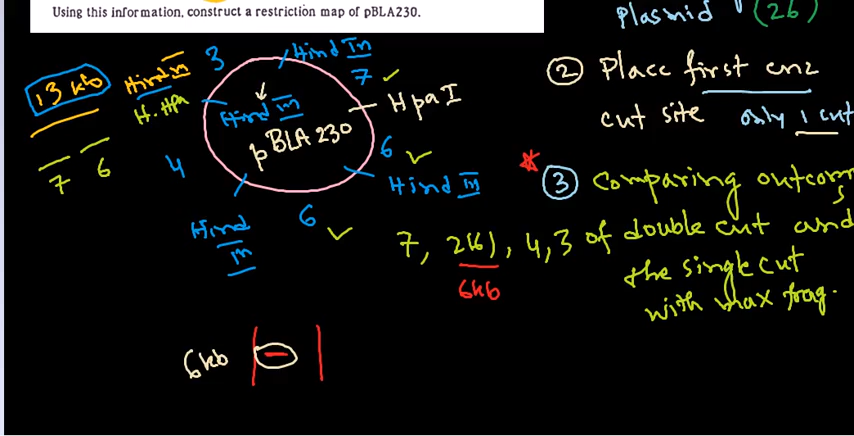 Using this information, construct a restriction map of pBLA230.
Plasmid (26)
② Place first enz
cut site only 1 cut
③ Comparing outcoms
of double cut and
the single cut
with max frag.
13 kb
Hind III
H. Hpa
7 6
3
Hind III
7
HpaI
Hind III
pBLA 230
6
Hind III
4
Hind III
6
7, 2(6), 4, 3
6kb
6kb